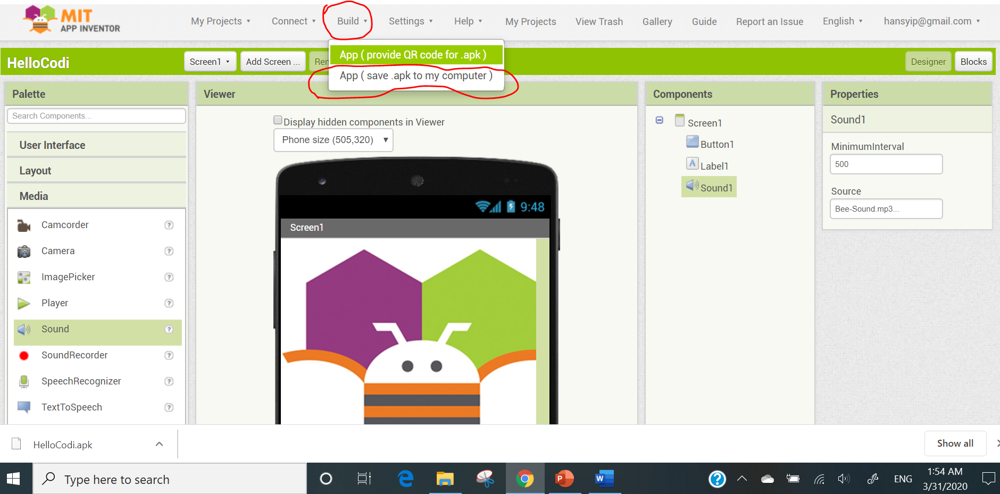 MIT
APP INVENTOR
My Projects ▾ Connect ▾ Build ▾ Settings ▾ Help ▾ My Projects View Trash Gallery Guide Report an Issue English ▾ hansyip@gmail.com ▾
App ( provide QR code for .apk )
App ( save .apk to my computer )
HelloCodi
Screen1 ▾ Add Screen ... Rem
Designer Blocks
Palette
Search Components...
User Interface
Layout
Media
Camcorder ?
Camera ?
ImagePicker ?
Player ?
Sound ?
SoundRecorder ?
SpeechRecognizer ?
TextToSpeech ?
Viewer
Display hidden components in Viewer
Phone size (505,320) ▼
9:48
Screen1
Components
Screen1
Button1
A Label1
Sound1
Properties
Sound1
MinimumInterval
500
Source
Bee-Sound.mp3...
HelloCodi.apk
Show all
Type here to search
P W ? ENG
1:54 AM
3/31/2020